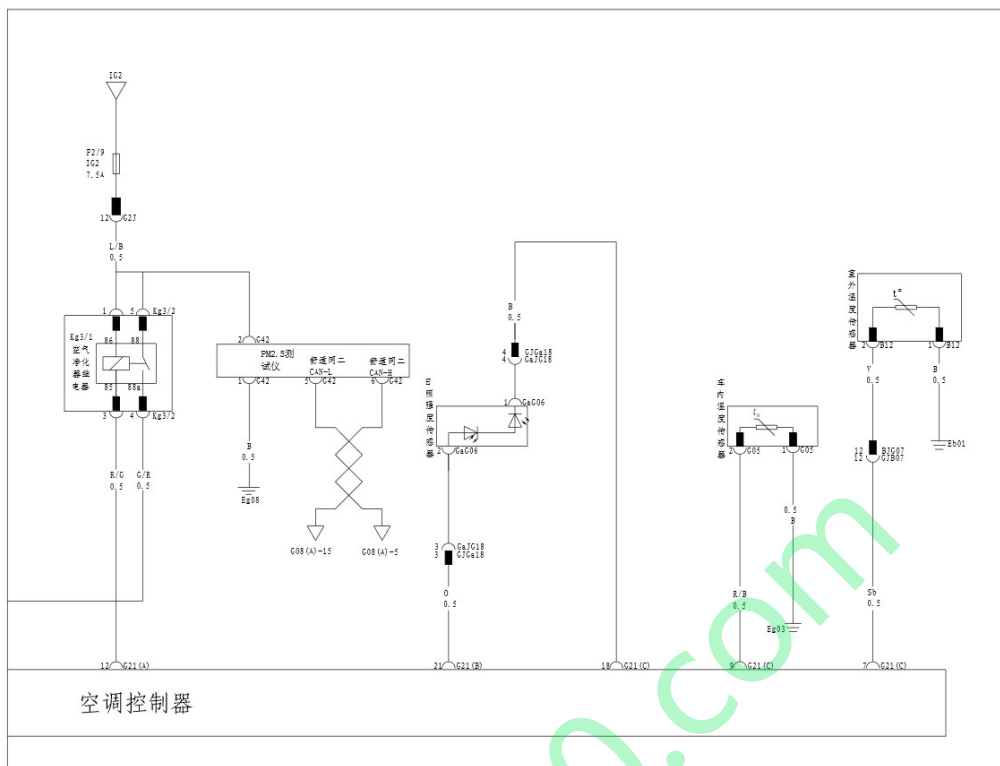 IG2
F2/9
IG2
7.5A
12 G2J
L/B
0.5
1 5 Kg3/2
Kg3/1
空气
净化
器继
电器
86 88
85 88a
3 4 Kg3/2
R/G
0.5
G/R
0.5
2 G42
PM2.5测
试仪
舒适网二
CAN-L
舒适网二
CAN-H
1 G42
5 G42
6 G42
B
0.5
Eg08
G08(A)-15
G08(A)-5
B
0.5
4 GJGa18
4 GaJG18
日照强度传感器
1 GaG06
2 GaG06
3 GaJG18
3 GJGa18
O
0.5
车内温度传感器
2 G05
1 G05
0.5
B
R/B
0.5
Eg03
室外温度传感器
t°
2 B12
1 B12
V
0.5
B
0.5
Eb01
12 BJG07
12 GJB07
Sb
0.5
12 G21(A)
21 G21(B)
18 G21(C)
9 G21(C)
7 G21(C)
空调控制器